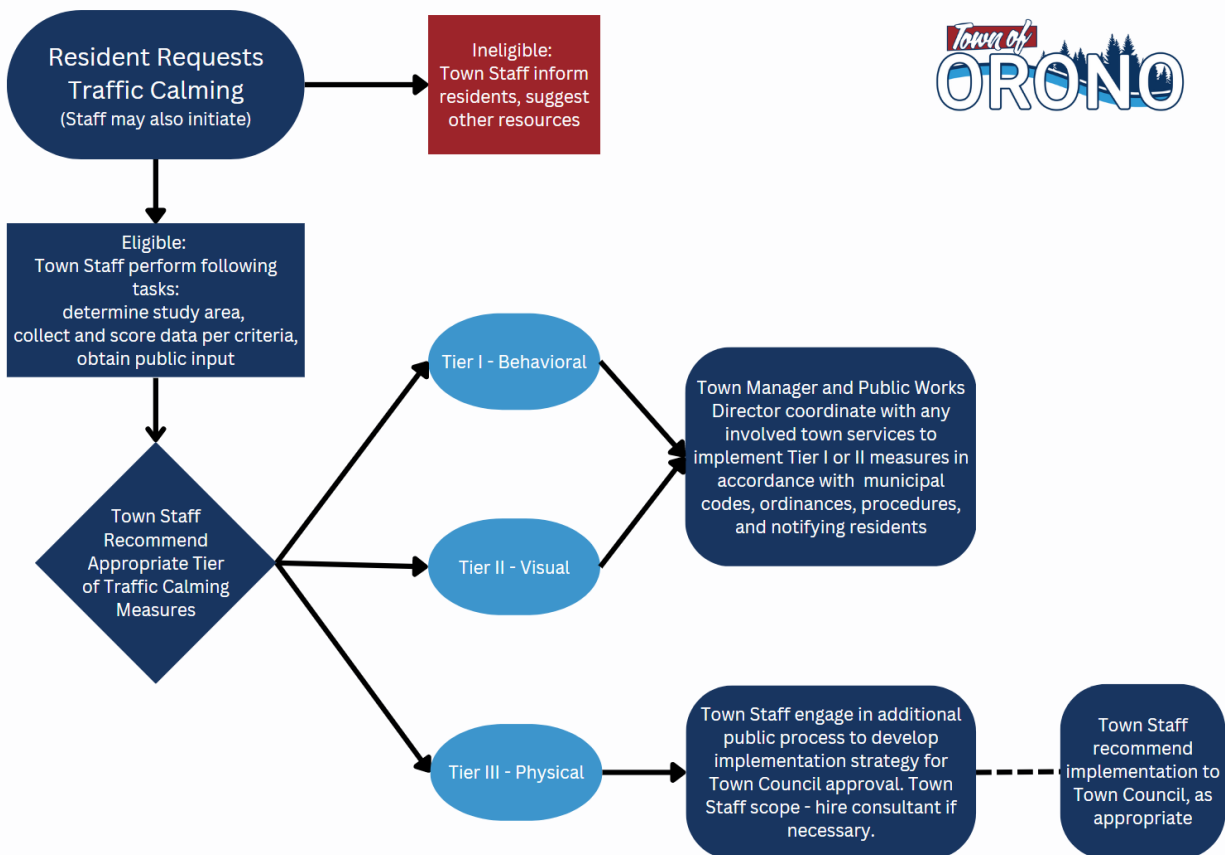 Resident Requests
Traffic Calming
(Staff may also initiate)
Ineligible:
Town Staff inform
residents, suggest
other resources
Town of
ORONO
Eligible:
Town Staff perform following
tasks:
determine study area,
collect and score data per criteria,
obtain public input
Town Staff
Recommend
Appropriate Tier
of Traffic Calming
Measures
Tier I - Behavioral
Tier II - Visual
Town Manager and Public Works
Director coordinate with any
involved town services to
implement Tier I or II measures in
accordance with municipal
codes, ordinances, procedures,
and notifying residents
Tier III - Physical
Town Staff engage in additional
public process to develop
implementation strategy for
Town Council approval. Town
Staff scope - hire consultant if
necessary.
Town Staff
recommend
implementation to
Town Council, as
appropriate